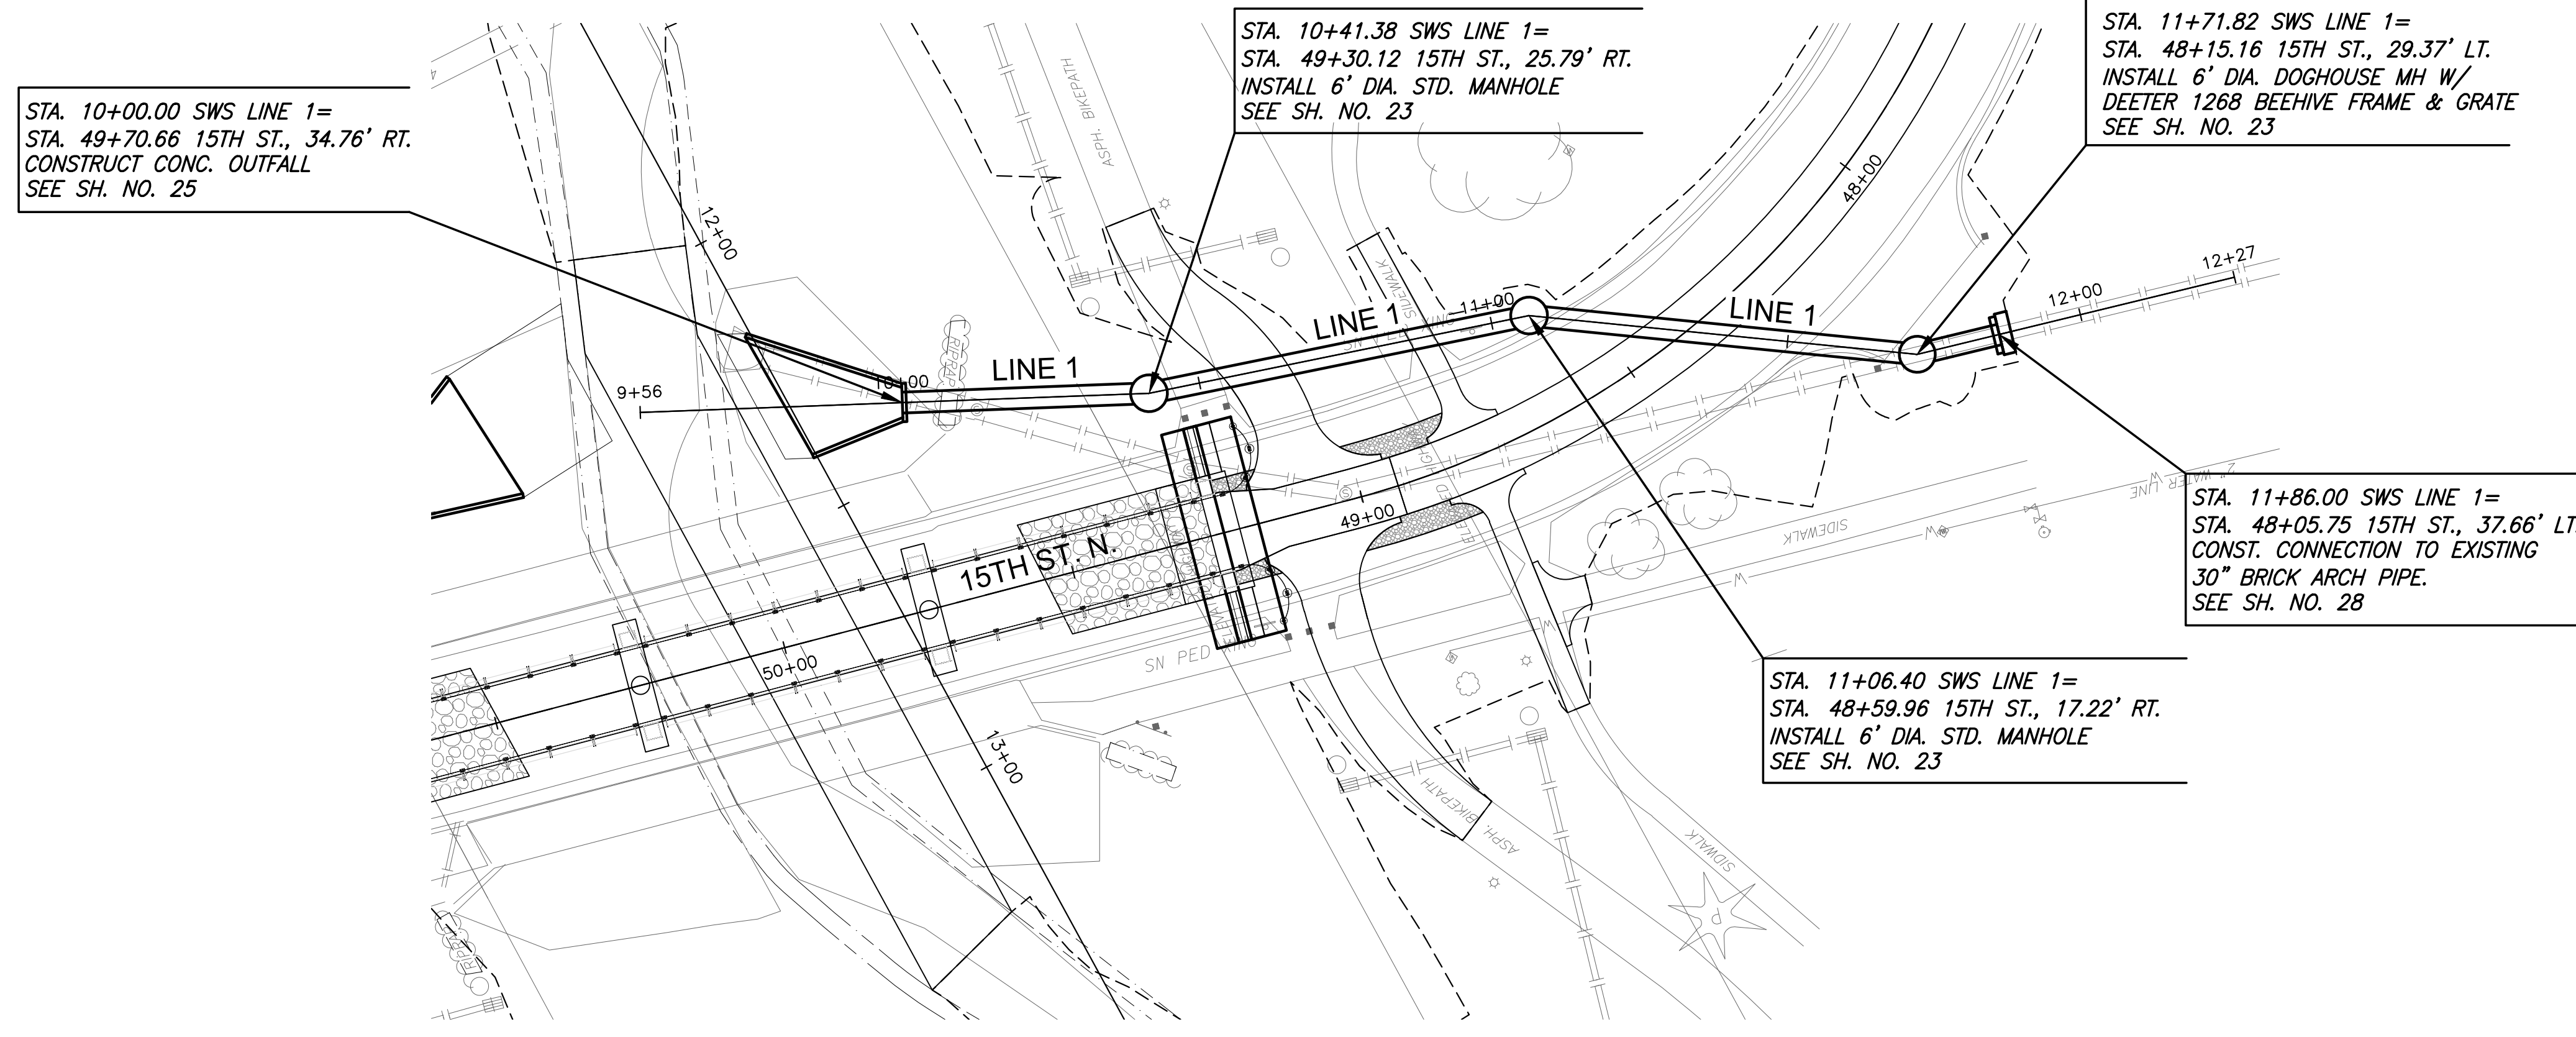 STA. 10+00.00 SWS LINE 1=
STA. 49+70.66 15TH ST., 34.76' RT.
CONSTRUCT CONC. OUTFALL
SEE SH. NO. 25
STA. 10+41.38 SWS LINE 1=
STA. 49+30.12 15TH ST., 25.79' RT.
INSTALL 6' DIA. STD. MANHOLE
SEE SH. NO. 23
STA. 11+71.82 SWS LINE 1=
STA. 48+15.16 15TH ST., 29.37' LT.
INSTALL 6' DIA. DOGHOUSE MH W/
DEETER 1268 BEEHIVE FRAME & GRATE
SEE SH. NO. 23
ASPH. BIKEPATH
12+00
48+00
SIDEWALK
12+27
12+00
11+00
LINE 1
LINE 1
LINE 1
RIPRAP
10+00
9+56
2" WATER LINE
W
STA. 11+86.00 SWS LINE 1=
STA. 48+05.75 15TH ST., 37.66' LT.
CONST. CONNECTION TO EXISTING
30" BRICK ARCH PIPE.
SEE SH. NO. 28
49+00
SIDEWALK
W
W
15TH ST. N.
W
50+00
SN PED XING
STA. 11+06.40 SWS LINE 1=
STA. 48+59.96 15TH ST., 17.22' RT.
INSTALL 6' DIA. STD. MANHOLE
SEE SH. NO. 23
13+00
ASPH. BIKEPATH
SIDWALK
P
RIPRAP